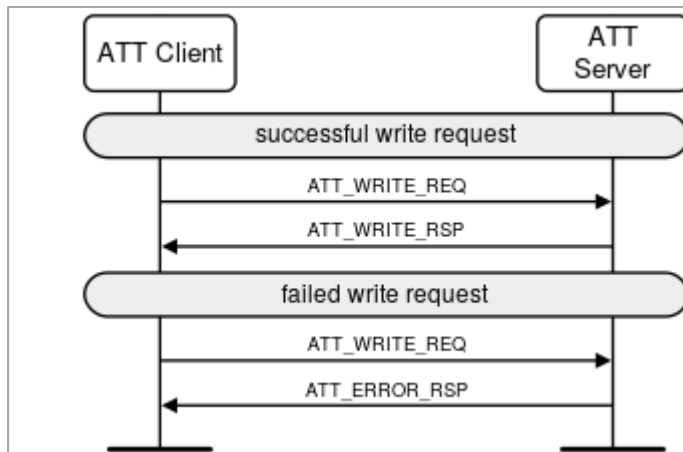 ATT Client
ATT
Server
successful write request
ATT_WRITE_REQ
ATT_WRITE_RSP
failed write request
ATT_WRITE_REQ
ATT_ERROR_RSP